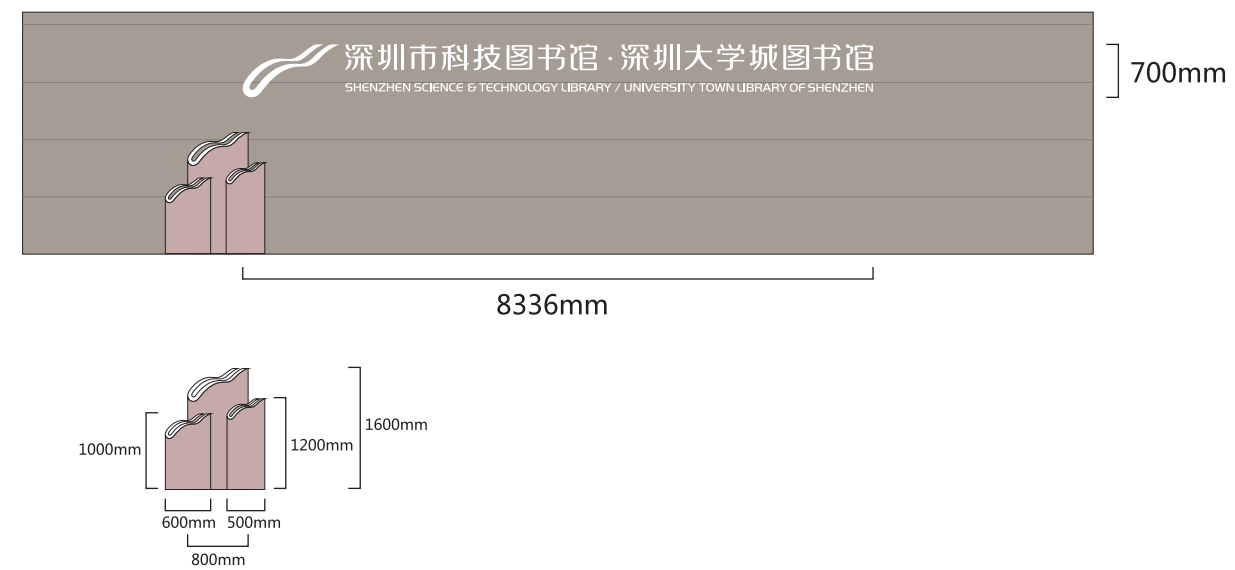 深圳市科技图书馆·深圳大学城图书馆
SHENZHEN SCIENCE & TECHNOLOGY LIBRARY / UNIVERSITY TOWN LIBRARY OF SHENZHEN
700mm
8336mm
1600mm
1000mm
1200mm
600mm 500mm
800mm